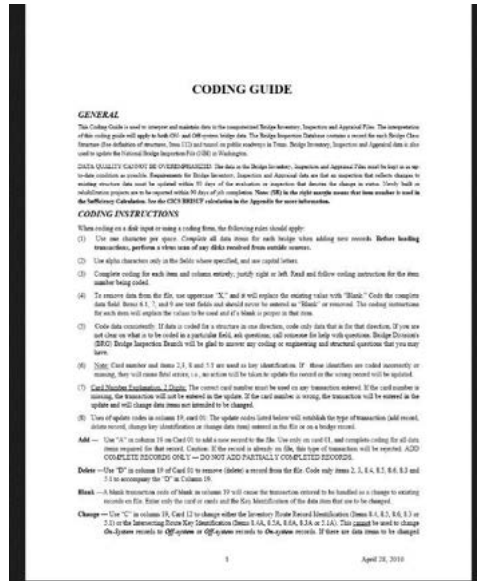 CODING GUIDE
GENERAL
This Coding Guide is used to interpret and maintain data in the computerized Bridge Inventory, Inspection and Appraisal Files. The interpretation
of this coding guide will apply to both ON- and Off-system bridge data. The Bridge Inspection Database contains a record for each Bridge Class
Structure (See definition of structures, Item 112) and tunnel on public roadways in Texas. Bridge Inventory, Inspection and Appraisal data is also
used to update the National Bridge Inspection File (NBI) in Washington.
DATA QUALITY CANNOT BE OVEREMPHASIZED. The data in the Bridge Inventory, Inspection and Appraisal Files must be kept in as up-
to-date condition as possible. Requirements for Bridge Inventory, Inspection and Appraisal data are that an inspection that reflects changes to
existing structure data must be updated within 90 days of the evaluation or inspection that denotes the change in status. Newly built or
rehabilitation projects are to be reported within 90 days of job completion. Note: (SR) in the right margin means that item number is used in
the Sufficiency Calculation. See the CICS BRINUP calculation in the Appendix for more information.
CODING INSTRUCTIONS
When coding on a disk input or using a coding form, the following rules should apply:
(1) Use one character per space. Complete all data items for each bridge when adding new records. Before loading
transactions, perform a virus scan of any disks received from outside sources.
(2) Use alpha characters only in the fields where specified, and use capital letters.
(3) Complete coding for each item and column entirely, justify right or left. Read and follow coding instruction for the item
number being coded.
(4) To remove data from the file, use uppercase "X," and it will replace the existing value with "Blank." Code the complete
data field. Items 6.1, 7, and 9 are text fields and should never be entered as "Blank" or removed. The coding instructions
for each item will explain the values to be used and if a blank is proper in that item.
(5) Code data consistently. If data is coded for a structure in one direction, code only data that is for that direction. If you are
not clear on what is to be coded in a particular field, ask questions; call someone for help with questions. Bridge Division's
(BRG) Bridge Inspection Branch will be glad to answer any coding or engineering and structural questions that you may
have.
(6) Note: Card number and items 2.1, 8 and 5.1 are used as key identification. If those identifiers are coded incorrectly or
missing, they will cause fatal errors, i.e., no action will be taken to update the record or the wrong record will be updated.
(7) Card Number Explanation, 2 Digits: The correct card number must be used on any transaction entered. If the card number is
missing, the transaction will not be entered in the update. If the card number is wrong, the transaction will be entered in the
update and will change data items not intended to be changed.
(8) Uses of update codes in column 19, card 01: The update codes listed below will establish the type of transaction (add record,
delete record, change key identification or change data item) entered in the file or on a bridge record.
Add — Use "A" in column 19 on Card 01 to add a new record to the file. Use only on card 01, and complete coding for all data
items required for that record. Caution: If the record is already on file, this type of transaction will be rejected. ADD
COMPLETE RECORDS ONLY — DO NOT ADD PARTIALLY COMPLETED RECORDS.
Delete — Use "D" in column 19 of Card 01 to remove (delete) a record from the file. Code only items 2, 3, 8.4, 8.5, 8.6, 8.3 and
5.1 to accompany the "D" in Column 19.
Blank — A blank transaction code of blank in column 19 will cause the transaction entered to be handled as a change to existing
records on file. Enter only the card or cards and the Key Identification of the data item that are to be changed.
Change — Use "C" in column 19, Card 12 to change either the Inventory Route Record Identification (Items 8.4, 8.5, 8.6, 8.3 or
5.1) or the Intersecting Route Key Identification (Items 8.4A, 8.5A, 8.6A, 8.3A or 5.1A). This cannot be used to change
On-System records to Off-system or Off-system records to On-system records. If there are data items to be changed
1
April 28, 2010